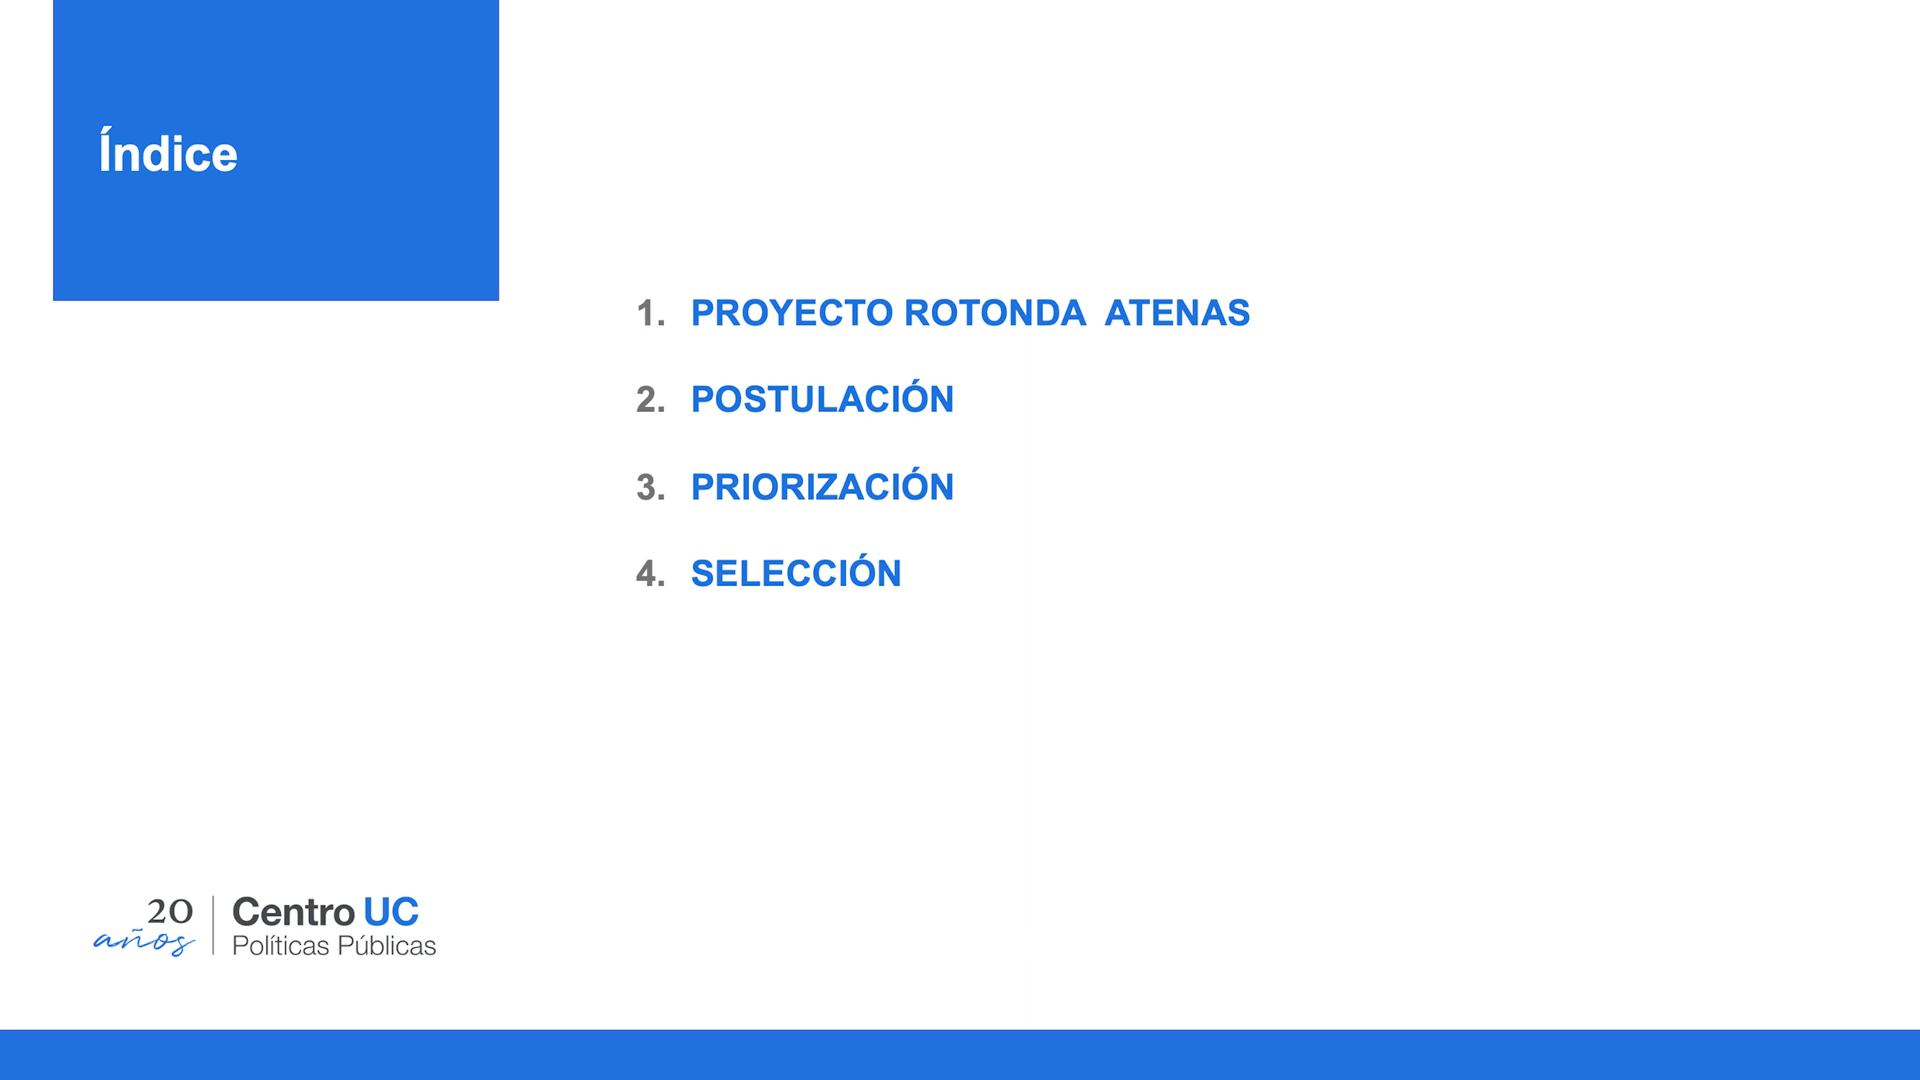 Índice
1. PROYECTO ROTONDA  ATENAS
2. POSTULACIÓN
3. PRIORIZACIÓN
4. SELECCIÓN
20 años
Centro UC
Políticas Públicas